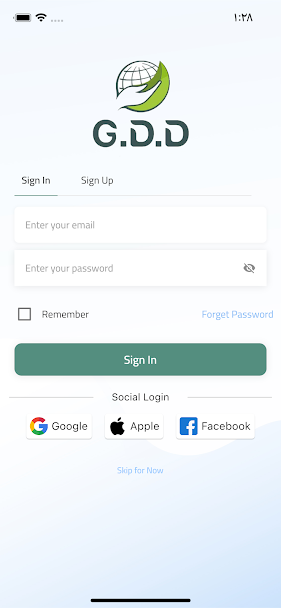 ١:٢٨
G.D.D
Sign In Sign Up
Enter your email
Enter your password
Remember Forget Password
Sign In
Social Login
Google Apple Facebook
Skip for Now